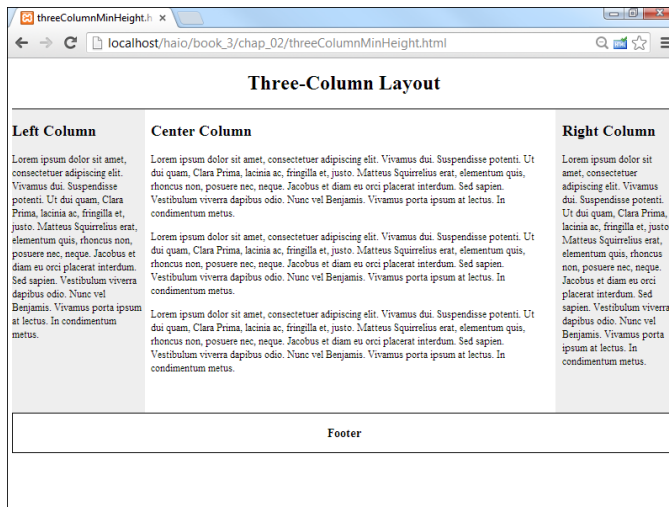 threeColumnMinHeight.h
localhost/haio/book_3/chap_02/threeColumnMinHeight.html
Three-Column Layout
Left Column
Lorem ipsum dolor sit amet,
consectetuer adipiscing elit.
Vivamus dui. Suspendisse
potenti. Ut dui quam, Clara
Prima, lacinia ac, fringilla et,
justo. Matteus Squirrelius erat,
elementum quis, rhoncus non,
posuere nec, neque. Jacobus et
diam eu orci placerat interdum.
Sed sapien. Vestibulum viverra
dapibus odio. Nunc vel
Benjamis. Vivamus porta ipsum
at lectus. In condimentum
metus.
Center Column
Lorem ipsum dolor sit amet, consectetuer adipiscing elit. Vivamus dui. Suspendisse potenti. Ut
dui quam, Clara Prima, lacinia ac, fringilla et, justo. Matteus Squirrelius erat, elementum quis,
rhoncus non, posuere nec, neque. Jacobus et diam eu orci placerat interdum. Sed sapien.
Vestibulum viverra dapibus odio. Nunc vel Benjamis. Vivamus porta ipsum at lectus. In
condimentum metus.
Lorem ipsum dolor sit amet, consectetuer adipiscing elit. Vivamus dui. Suspendisse potenti. Ut
dui quam, Clara Prima, lacinia ac, fringilla et, justo. Matteus Squirrelius erat, elementum quis,
rhoncus non, posuere nec, neque. Jacobus et diam eu orci placerat interdum. Sed sapien.
Vestibulum viverra dapibus odio. Nunc vel Benjamis. Vivamus porta ipsum at lectus. In
condimentum metus.
Lorem ipsum dolor sit amet, consectetuer adipiscing elit. Vivamus dui. Suspendisse potenti. Ut
dui quam, Clara Prima, lacinia ac, fringilla et, justo. Matteus Squirrelius erat, elementum quis,
rhoncus non, posuere nec, neque. Jacobus et diam eu orci placerat interdum. Sed sapien.
Vestibulum viverra dapibus odio. Nunc vel Benjamis. Vivamus porta ipsum at lectus. In
condimentum metus.
Right Column
Lorem ipsum dolor sit
amet, consectetuer
adipiscing elit. Vivamus
dui. Suspendisse potenti.
Ut dui quam, Clara Prima,
lacinia ac, fringilla et, justo.
Matteus Squirrelius erat,
elementum quis, rhoncus
non, posuere nec, neque.
Jacobus et diam eu orci
placerat interdum. Sed
sapien. Vestibulum viverra
dapibus odio. Nunc vel
Benjamis. Vivamus porta
ipsum at lectus. In
condimentum metus.
Footer